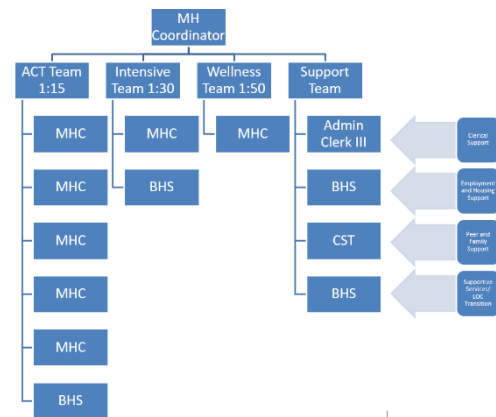 MH
Coordinator
ACT Team
1:15
Intensive
Team 1:30
Wellness
Team 1:50
Support
Team
MHC
MHC
MHC
MHC
MHC
BHS
MHC
BHS
MHC
Admin
Clerk III
BHS
CST
BHS
Clerical
Support
Employment
and Housing
Support
Peer and
Family
Support
Supportive
Services/
LOC
Transition